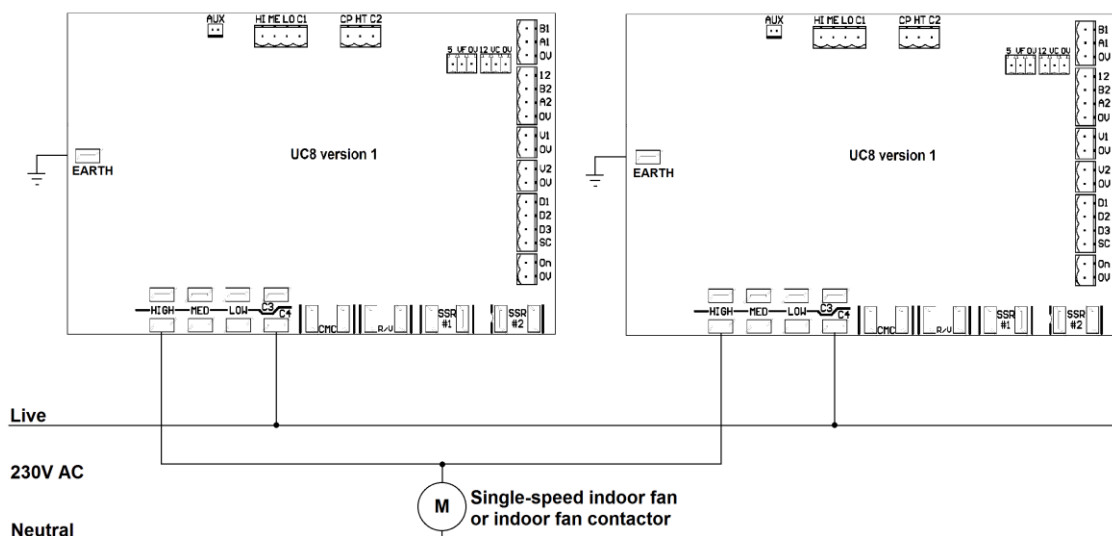 AUX HI ME LO C1 CP HT C2
5 VF 0V 12 VC 0V
B1
A1
0V
12
B2
A2
0V
V1
0V
V2
0V
D1
D2
D3
SC
On
0V
UC8 version 1
EARTH
HIGH MED LOW C3
C4
CMC R/V SSR #1 SSR #2
AUX HI ME LO C1 CP HT C2
5 VF 0V 12 VC 0V
B1
A1
0V
12
B2
A2
0V
V1
0V
V2
0V
D1
D2
D3
SC
On
0V
UC8 version 1
EARTH
HIGH MED LOW C3
C4
CMC R/V SSR #1 SSR #2
Live
230V AC
M
Single-speed indoor fan
or indoor fan contactor
Neutral